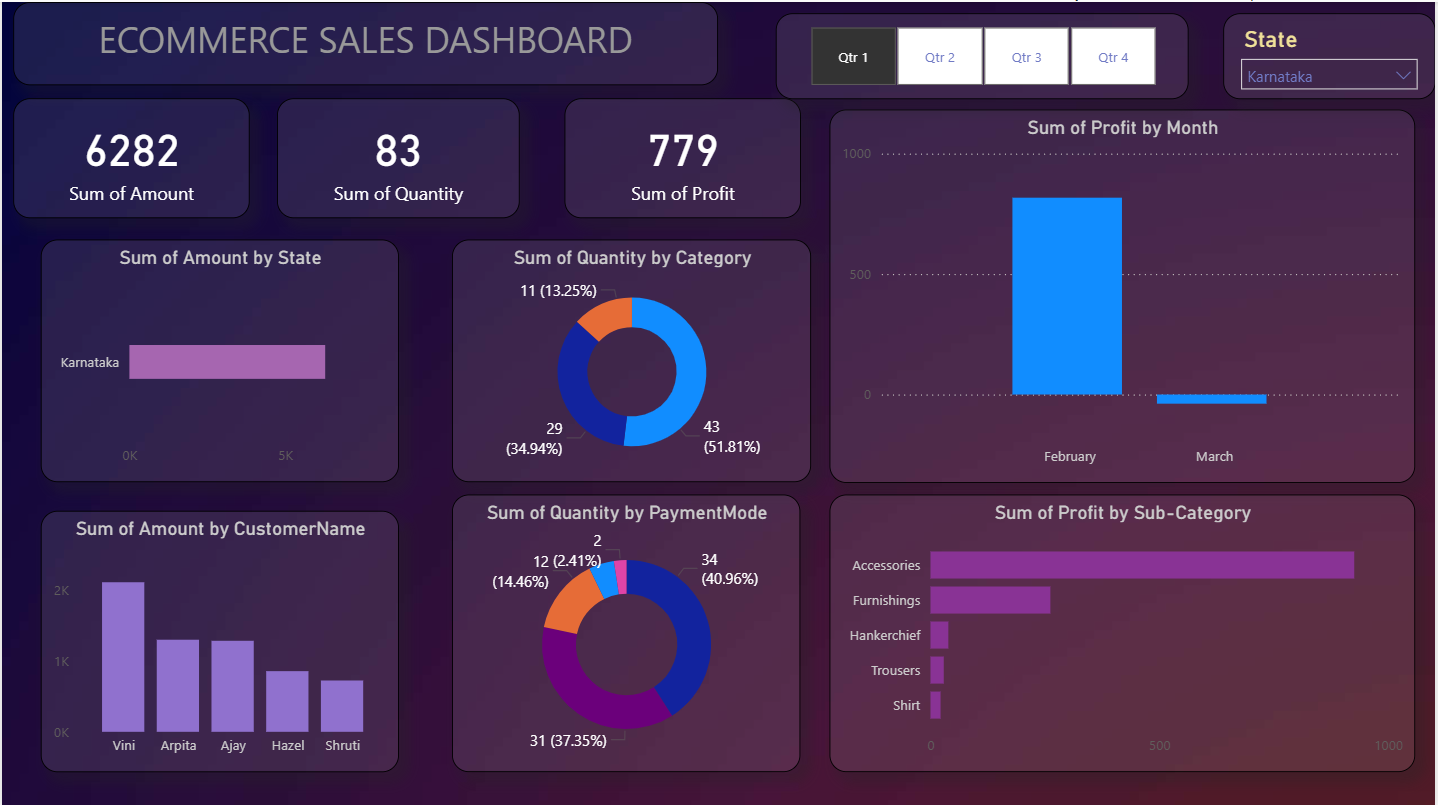 ECOMMERCE SALES DASHBOARD
Qtr 1
Qtr 2
Qtr 3
Qtr 4
State
Karnataka
6282
Sum of Amount
83
Sum of Quantity
779
Sum of Profit
Sum of Profit by Month
1000
500
0
February
March
Sum of Amount by State
Karnataka
0K
5K
Sum of Quantity by Category
11 (13.25%)
29
(34.94%)
43
(51.81%)
Sum of Amount by CustomerName
2K
1K
0K
Vini
Arpita
Ajay
Hazel
Shruti
Sum of Quantity by PaymentMode
2
(2.41%)
12
(14.46%)
34
(40.96%)
31 (37.35%)
Sum of Profit by Sub-Category
Accessories
Furnishings
Hankerchief
Trousers
Shirt
0
500
1000